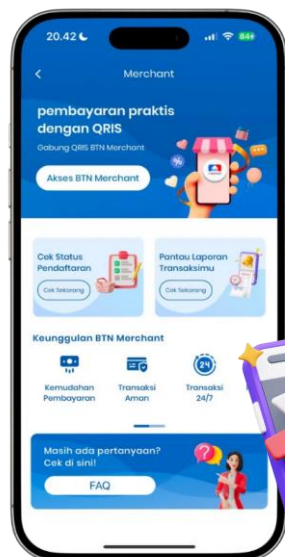 20.42
84+
Merchant
pembayaran praktis
dengan QRIS
Gabung QRIS BTN Merchant
Akses BTN Merchant
Cek Status
Pendaftaran
Cek Sekarang
Pantau Laporan
Transaksimu
Cek Sekarang
Keunggulan BTN Merchant
24
Kemudahan
Pembayaran
Transaksi
Aman
Transaksi
24/7
Masih ada pertanyaan?
Cek di sini!
FAQ